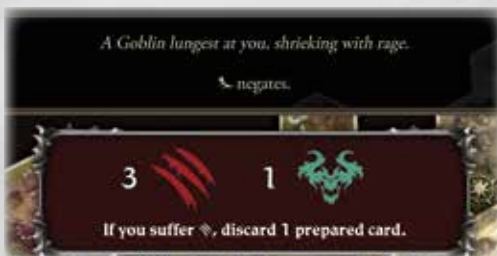 A Goblin lungest at you, shrieking with rage.
negates.
3 1
If you suffer , discard 1 prepared card.